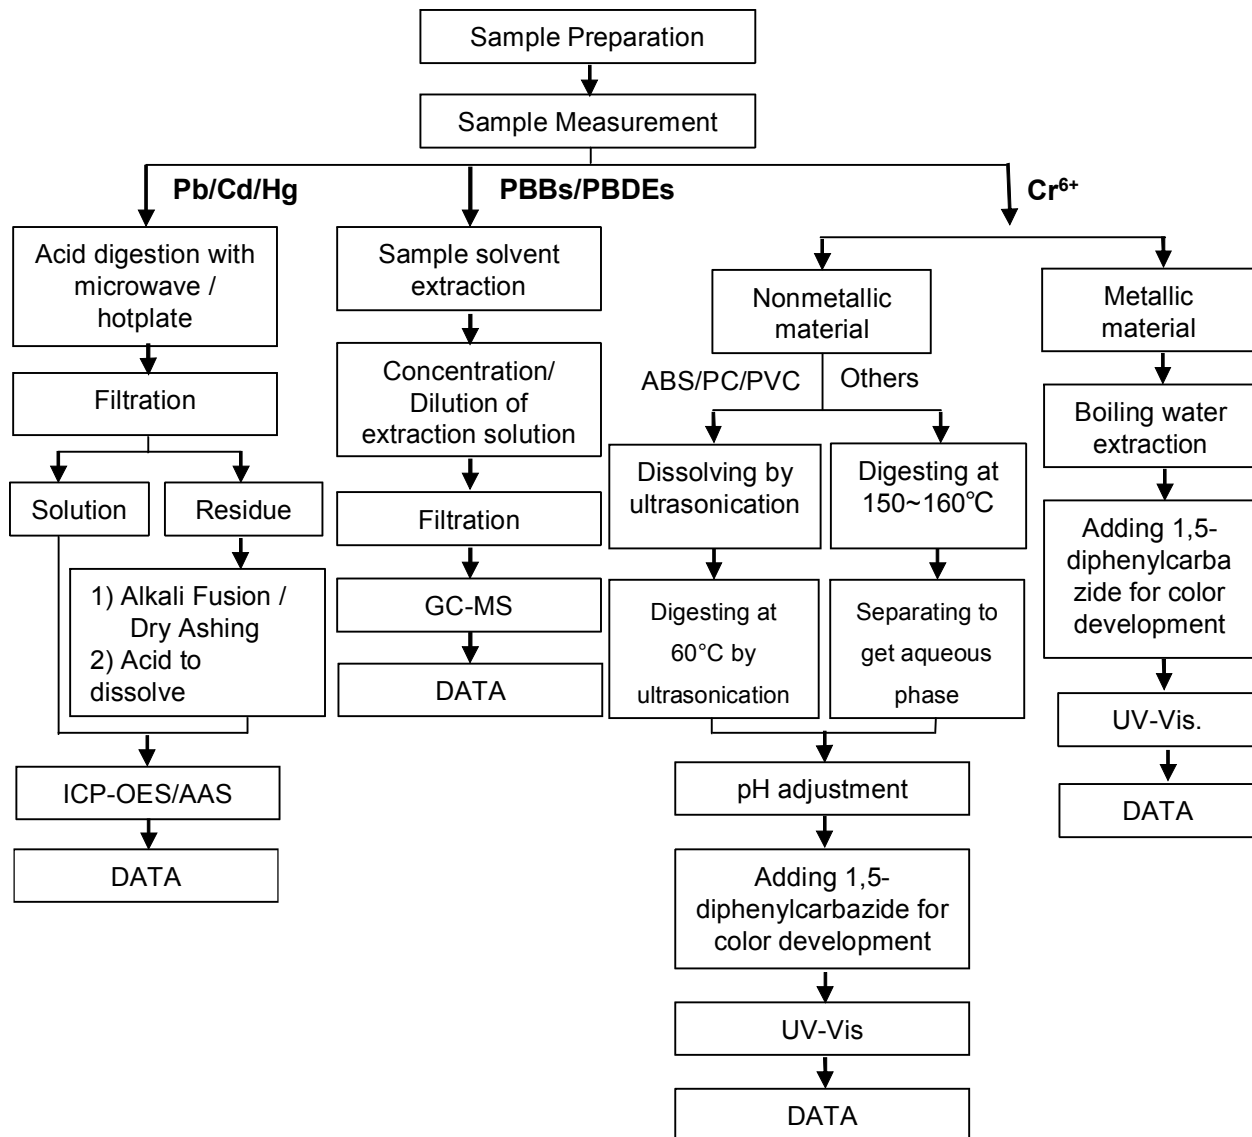 Sample Preparation
Sample Measurement
Pb/Cd/Hg
PBBs/PBDEs
Cr⁶⁺
Acid digestion with
microwave /
hotplate
Filtration
Solution
Residue
1) Alkali Fusion /
Dry Ashing
2) Acid to
dissolve
ICP-OES/AAS
DATA
Sample solvent
extraction
Concentration/
Dilution of
extraction solution
Filtration
GC-MS
DATA
Nonmetallic
material
ABS/PC/PVC
Others
Dissolving by
ultrasonication
Digesting at
60°C by
ultrasonication
Digesting at
150~160℃
Separating to
get aqueous
phase
pH adjustment
Adding 1,5-
diphenylcarbazide for
color development
UV-Vis
DATA
Metallic
material
Boiling water
extraction
Adding 1,5-
diphenylcarba
zide for color
development
UV-Vis.
DATA